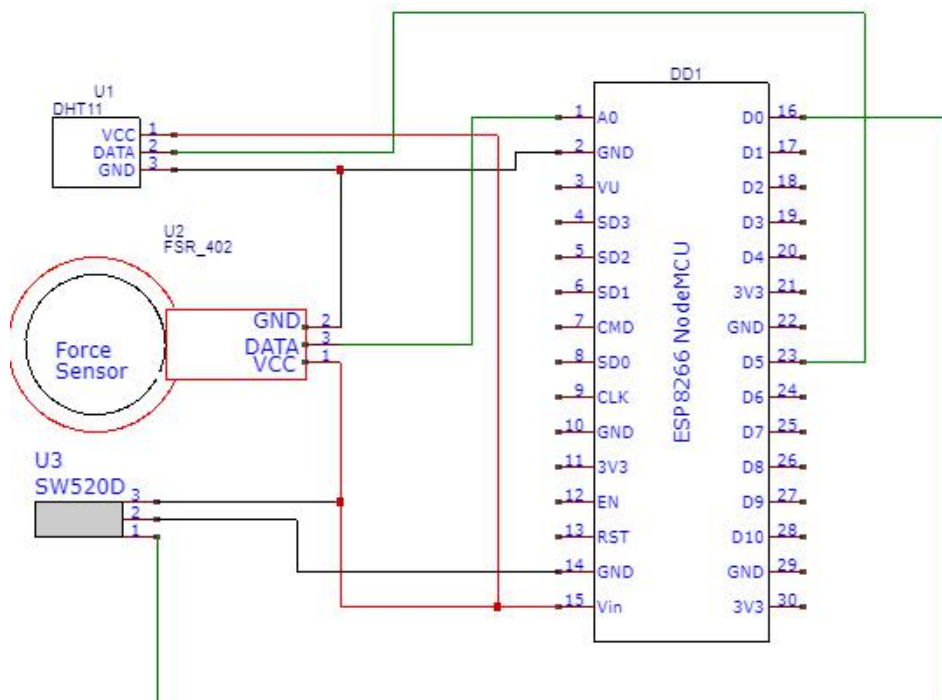 U1
DHT11
VCC 1
DATA 2
GND 3
U2
FSR_402
GND 2
DATA 3
VCC 1
Force
Sensor
U3
SW520D
3
2
1
DD1
ESP8266 NodeMCU
1 A0
2 GND
3 VU
4 SD3
5 SD2
6 SD1
7 CMD
8 SD0
9 CLK
10 GND
11 3V3
12 EN
13 RST
14 GND
15 Vin
D0 16
D1 17
D2 18
D3 19
D4 20
3V3 21
GND 22
D5 23
D6 24
D7 25
D8 26
D9 27
D10 28
GND 29
3V3 30